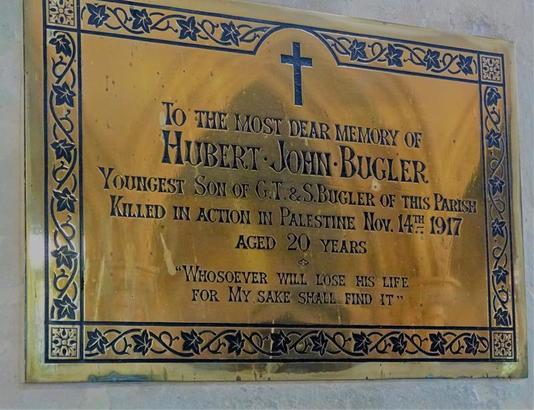 To the most dear memory of
Hubert·John·Bugler
Youngest Son of G.T.&S.Bugler of this Parish
Killed in action in Palestine Nov. 14TH 1917
aged 20 years
"Whosoever will lose his life
for My sake shall find it"